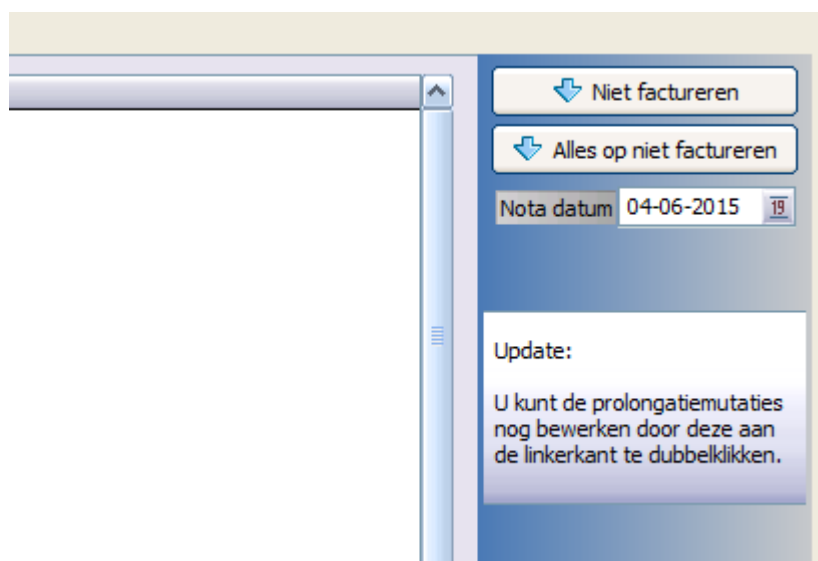 Niet factureren
Alles op niet factureren
Nota datum 04-06-2015 19
Update:
U kunt de prolongatiemutaties
nog bewerken door deze aan
de linkerkant te dubbelklikken.